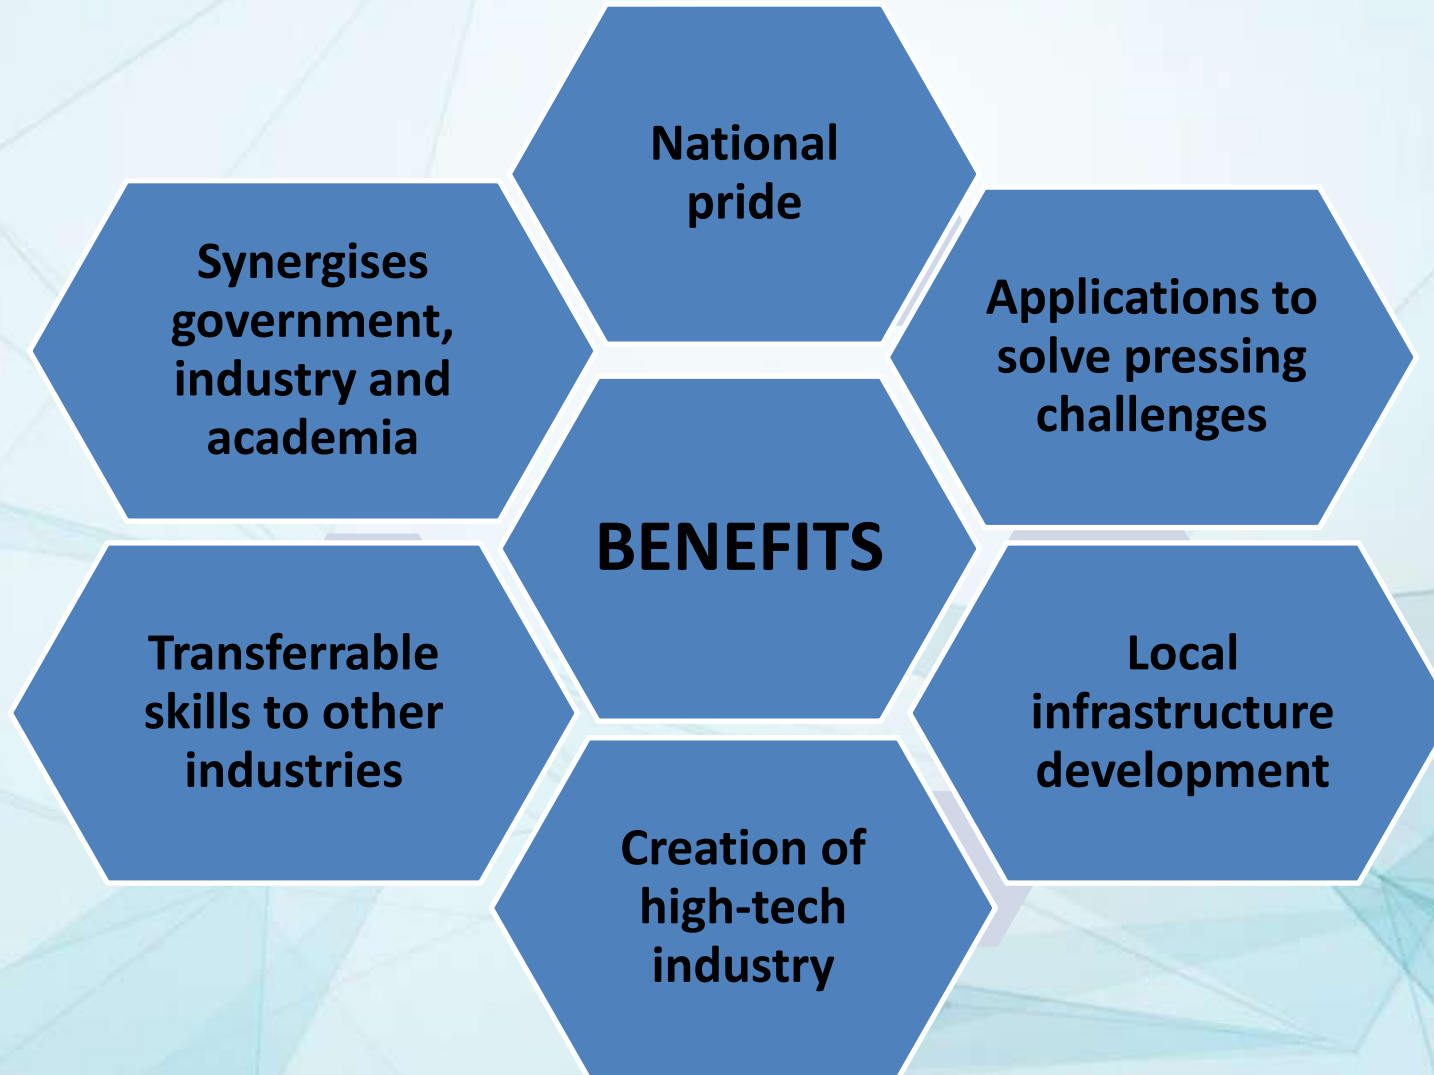 National
pride
Synergises
government,
industry and
academia
Applications to
solve pressing
challenges
BENEFITS
Transferrable
skills to other
industries
Local
infrastructure
development
Creation of
high-tech
industry